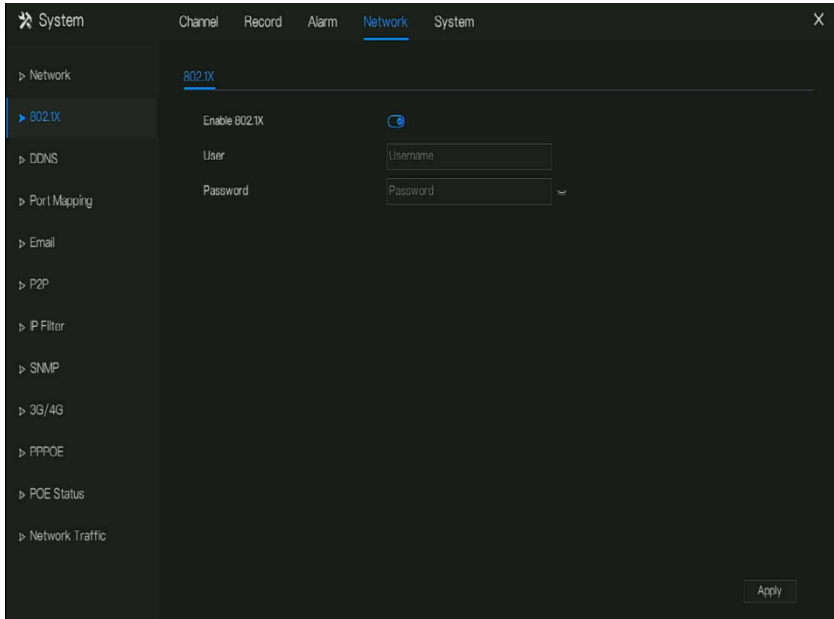 System
Channel Record Alarm Network System X
Network
802.1X
DDNS
Port Mapping
Email
P2P
IP Filter
SNMP
3G/4G
PPPOE
POE Status
Network Traffic
802.1X
Enable 802.1X
User Username
Password Password
Apply